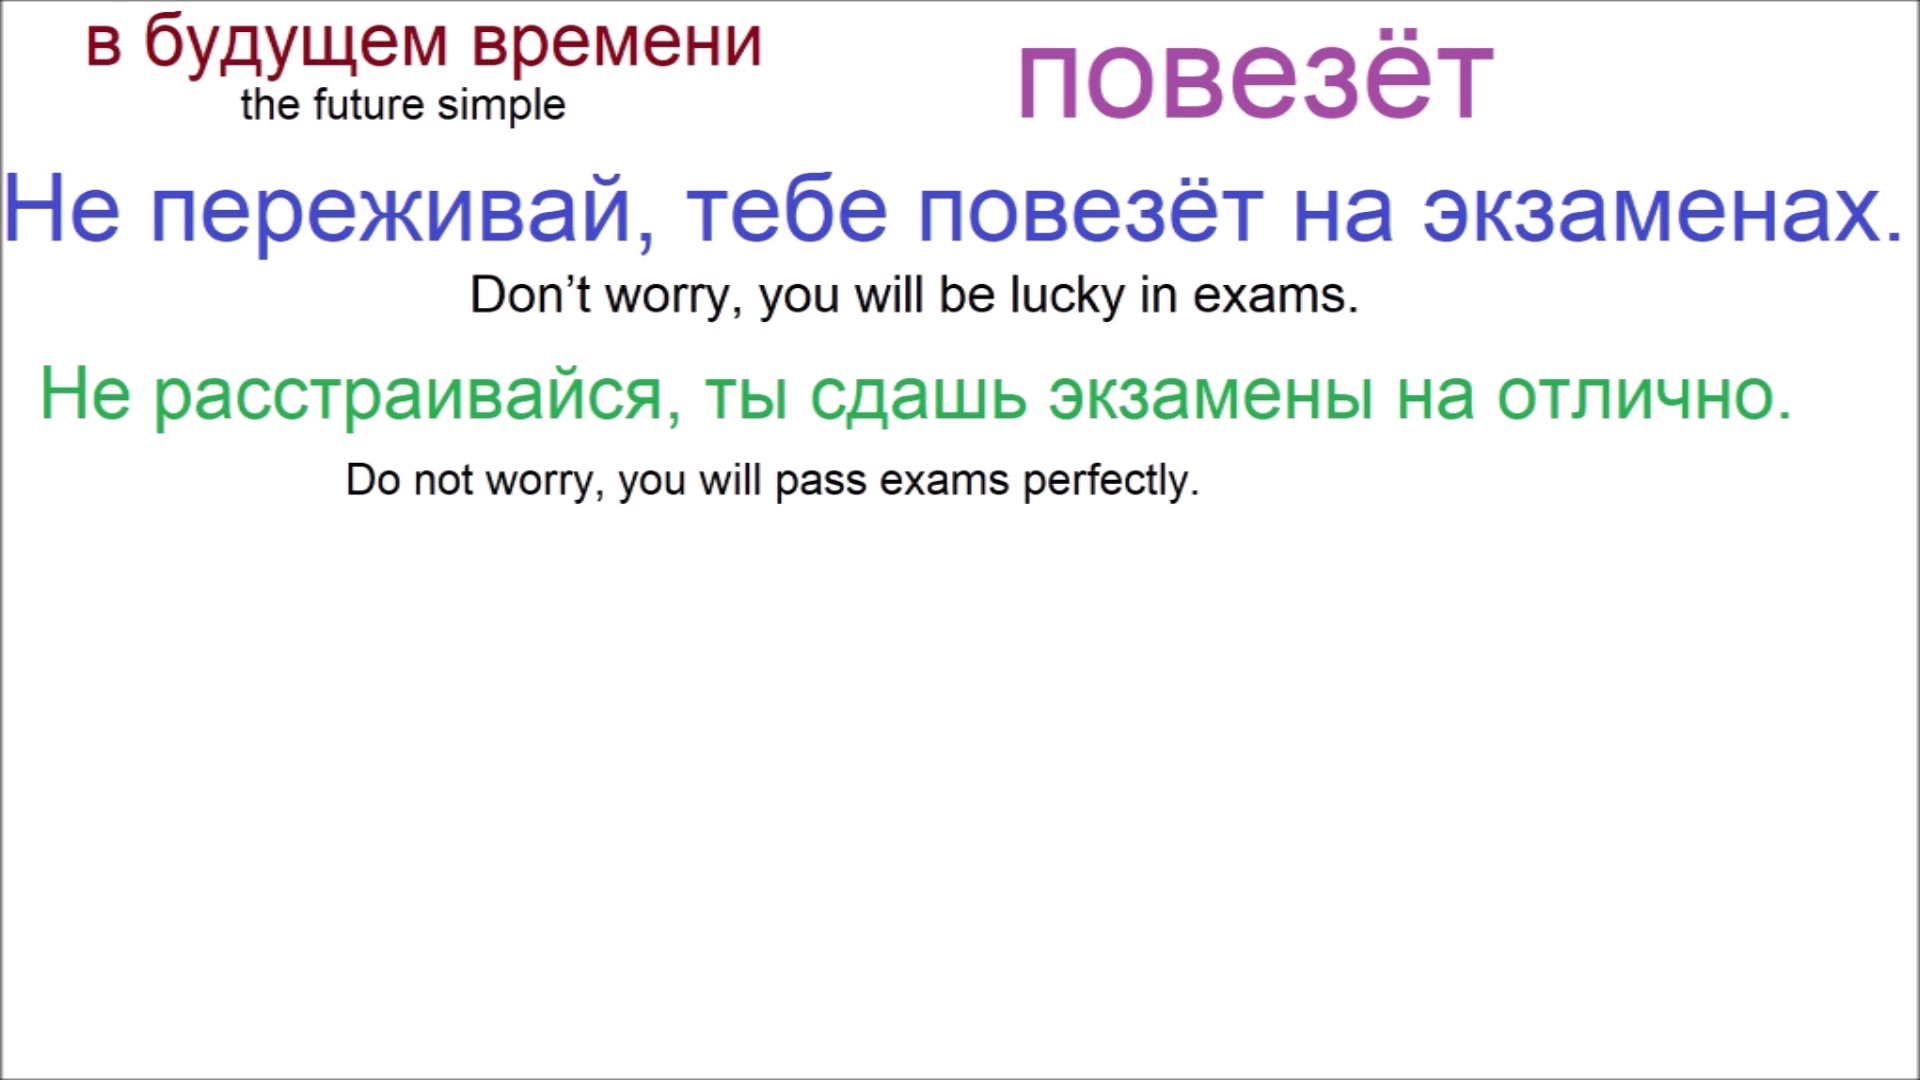 в будущем времени
the future simple
повезёт
Не переживай, тебе повезёт на экзаменах.
Don’t worry, you will be lucky in exams.
Не расстраивайся, ты сдашь экзамены на отлично.
Do not worry, you will pass exams perfectly.